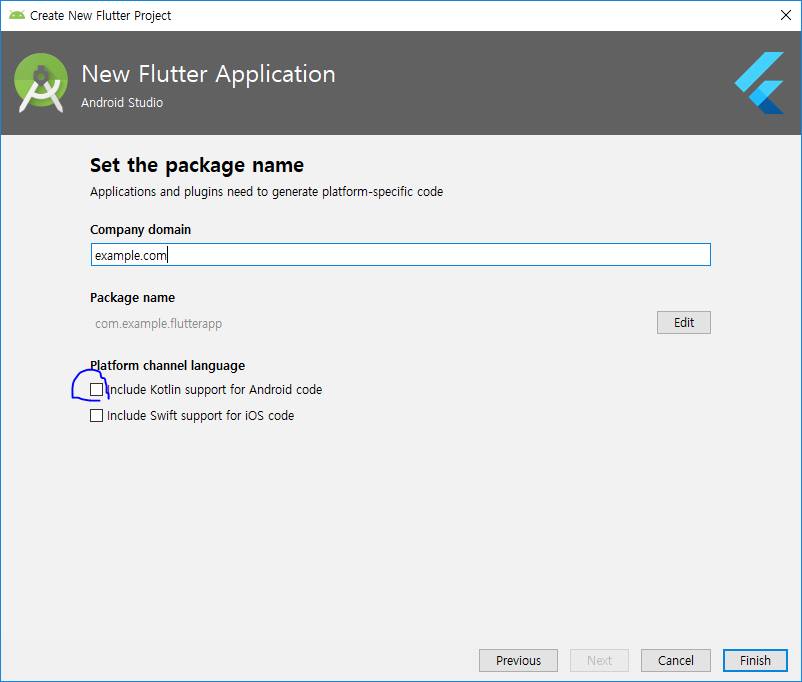 Create New Flutter Project
New Flutter Application
Android Studio
Set the package name
Applications and plugins need to generate platform-specific code
Company domain
example.com
Package name
com.example.flutterapp
Edit
Platform channel language
Include Kotlin support for Android code
Include Swift support for iOS code
Previous
Next
Cancel
Finish